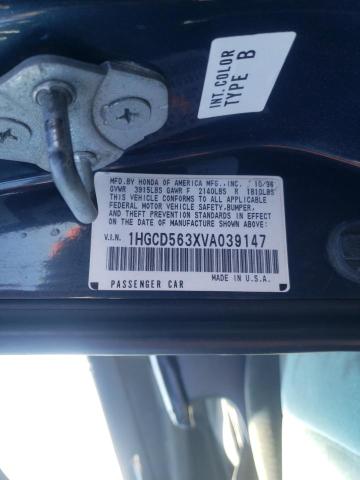 INT. COLOR
TYPE B
MFD. BY HONDA OF AMERICA MFG., INC. 10/96
GVWR 3915LBS GAWR F 2140LBS R 1810LBS
THIS VEHICLE CONFORMS TO ALL APPLICABLE
FEDERAL MOTOR VEHICLE SAFETY, BUMPER,
AND THEFT PREVENTION STANDARDS IN EFFECT
ON THE DATE OF MANUFACTURE SHOWN ABOVE.
V.I.N. 1HGCD563XVA039147
PASSENGER CAR MADE IN U.S.A.